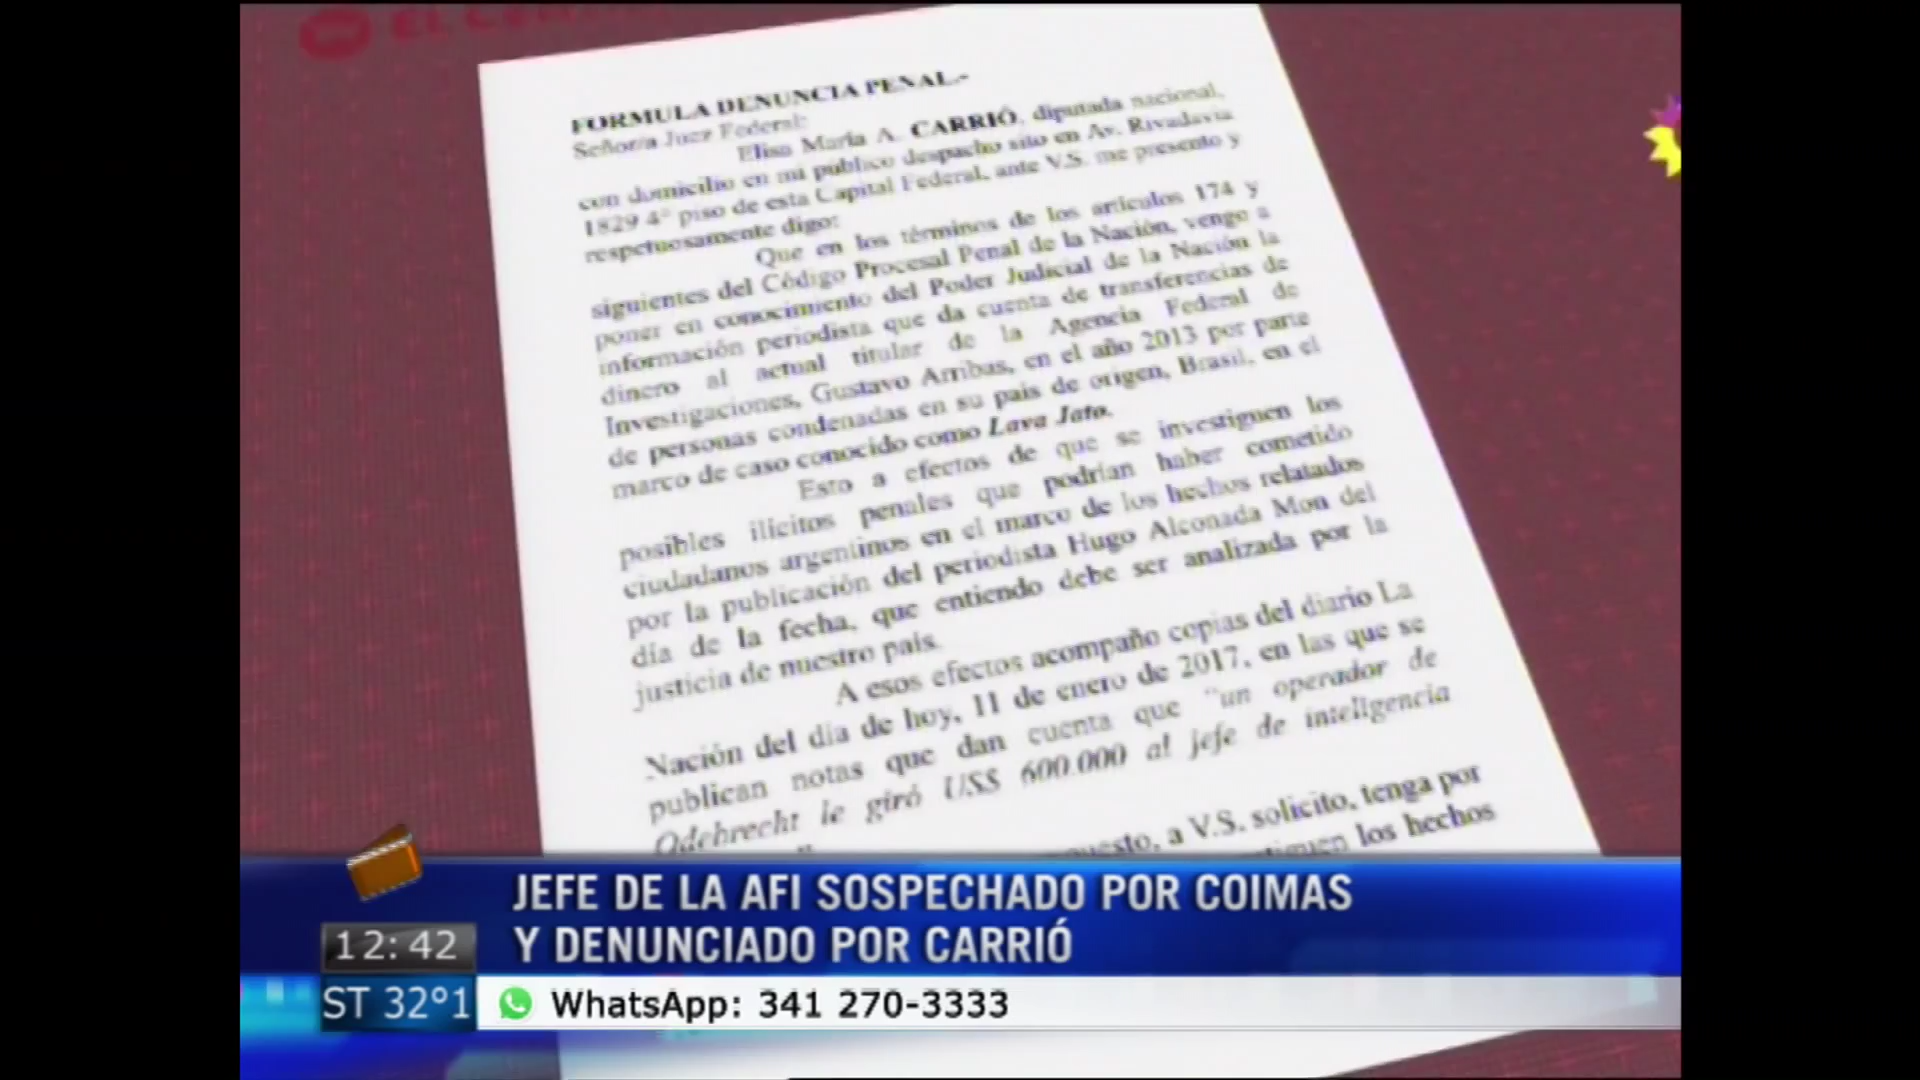 FORMULA DENUNCIA PENAL.-
Señor/a Juez Federal:
Elisa María A. CARRIÓ, diputada nacional,
con domicilio en mi público despacho sito en Av. Rivadavia
1829 4° piso de esta Capital Federal, ante V.S. me presento y
respetuosamente digo:
Que en los términos de los artículos 174 y
siguientes del Código Procesal Penal de la Nación, vengo a
poner en conocimiento del Poder Judicial de la Nación la
información periodista que da cuenta de transferencias de
dinero al actual titular de la Agencia Federal de
Investigaciones, Gustavo Arribas, en el año 2013 por parte
de personas condenadas en su país de origen, Brasil, en el
marco de caso conocido como Lava Jato.
Esto a efectos de que se investiguen los
posibles ilícitos penales que podrían haber cometido
ciudadanos argentinos en el marco de los hechos relatados
por la publicación del periodista Hugo Alconada Mon del
día de la fecha, que entiendo debe ser analizada por la
justicia de nuestro país.
A esos efectos acompaño copias del diario La
Nación del día de hoy, 11 de enero de 2017, en las que se
publican notas que dan cuenta que "un operador de
Odebrecht le giró US$ 600.000 al jefe de inteligencia
a V.S. solicito, tenga por
los hechos
JEFE DE LA AFI SOSPECHADO POR COIMAS
Y DENUNCIADO POR CARRIÓ
12:42
ST 32°1
WhatsApp: 341 270-3333